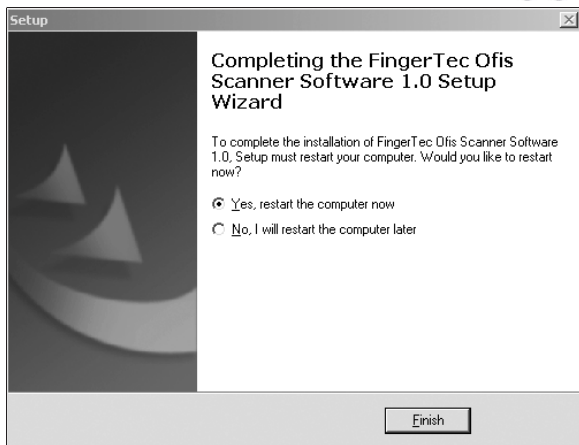 Setup
Completing the FingerTec Ofis
Scanner Software 1.0 Setup
Wizard
To complete the installation of FingerTec Ofis Scanner Software
1.0, Setup must restart your computer. Would you like to restart
now?
Yes, restart the computer now
No, I will restart the computer later
Finish